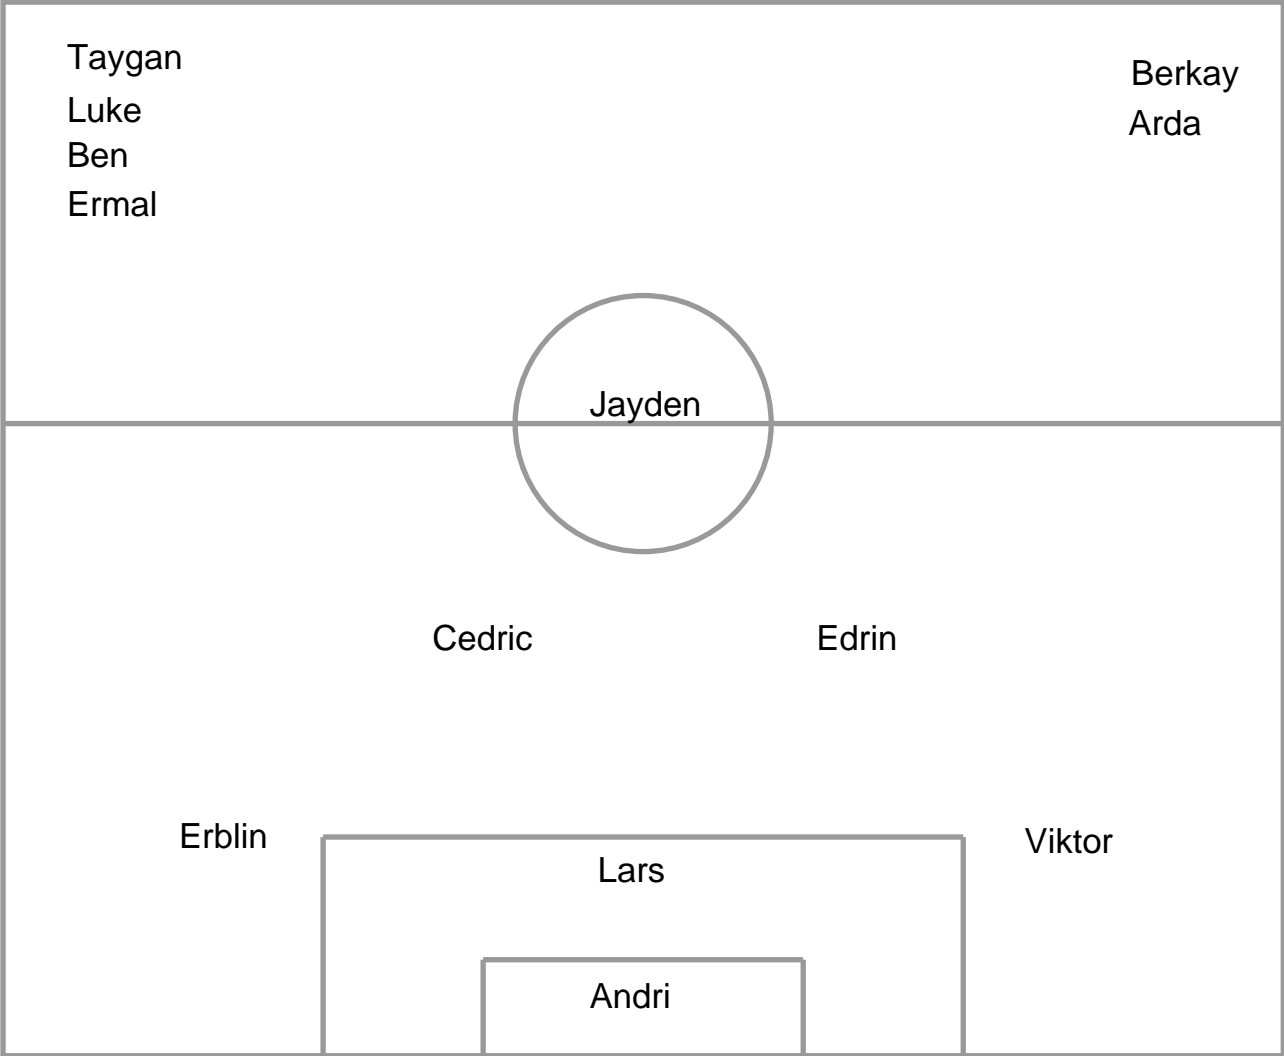 Taygan
Berkay
Luke
Arda
Ben
Ermal
Jayden
Cedric
Edrin
Erblin
Viktor
Lars
Andri